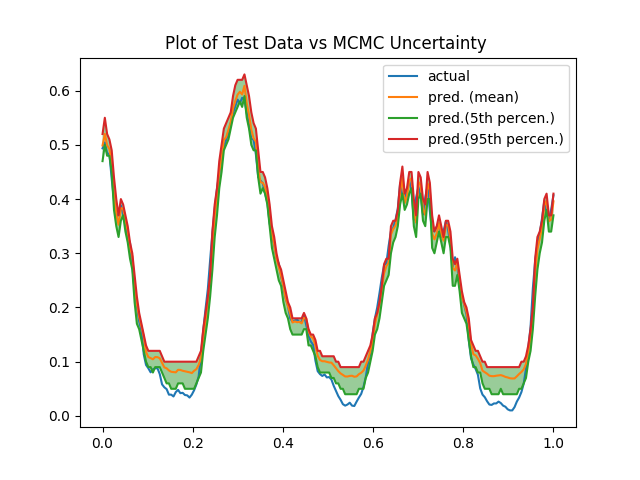 Plot of Test Data vs MCMC Uncertainty
actual
pred. (mean)
pred.(5th percen.)
pred.(95th percen.)
0.6
0.5
0.4
0.3
0.2
0.1
0.0
0.0 0.2 0.4 0.6 0.8 1.0